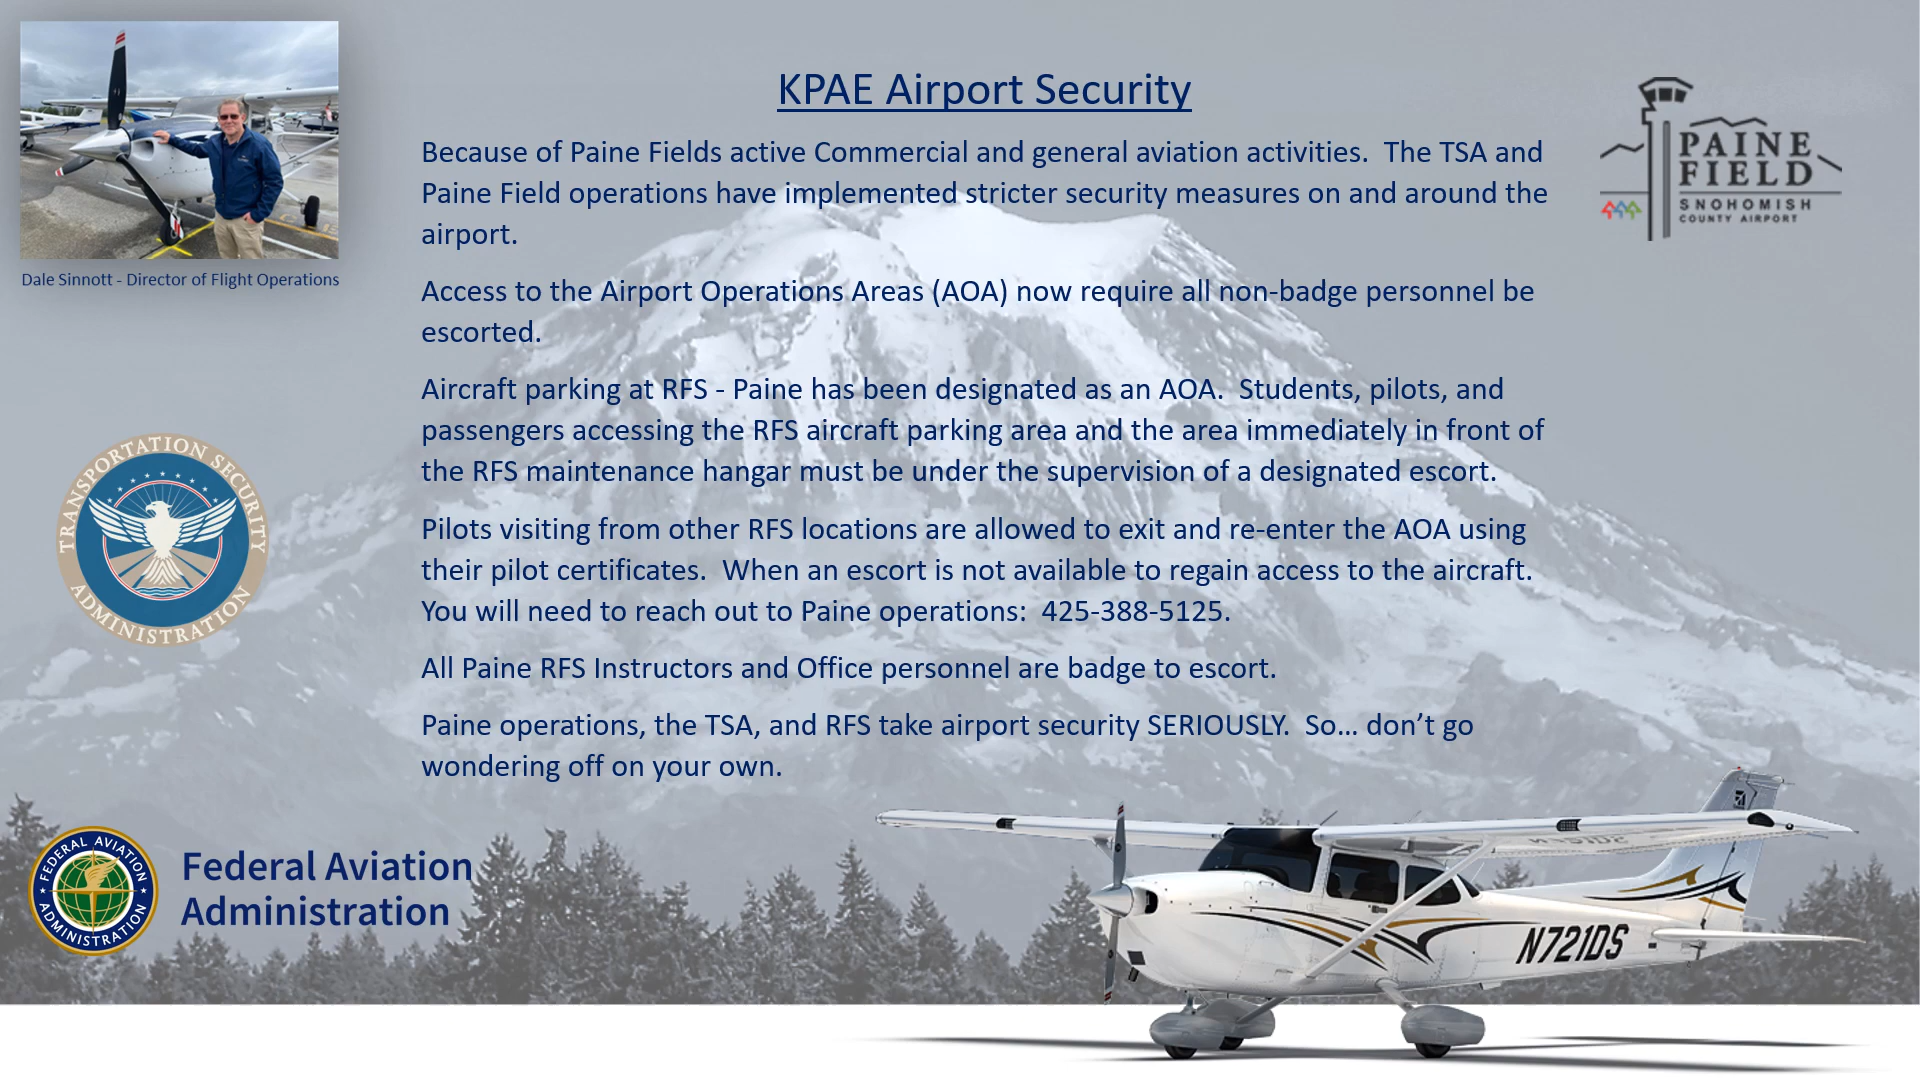 KPAE Airport Security
Because of Paine Fields active Commercial and general aviation activities.  The TSA and
Paine Field operations have implemented stricter security measures on and around the
airport.
Access to the Airport Operations Areas (AOA) now require all non-badge personnel be
escorted.
Aircraft parking at RFS - Paine has been designated as an AOA.  Students, pilots, and
passengers accessing the RFS aircraft parking area and the area immediately in front of
the RFS maintenance hangar must be under the supervision of a designated escort.
Pilots visiting from other RFS locations are allowed to exit and re-enter the AOA using
their pilot certificates.  When an escort is not available to regain access to the aircraft.
You will need to reach out to Paine operations:  425-388-5125.
All Paine RFS Instructors and Office personnel are badge to escort.
Paine operations, the TSA, and RFS take airport security SERIOUSLY.  So… don’t go
wondering off on your own.
Dale Sinnott - Director of Flight Operations
PAINE
FIELD
SNOHOMISH
COUNTY AIRPORT
TRANSPORTATION SECURITY
ADMINISTRATION
FEDERAL AVIATION
ADMINISTRATION
Federal Aviation
Administration
N721DS